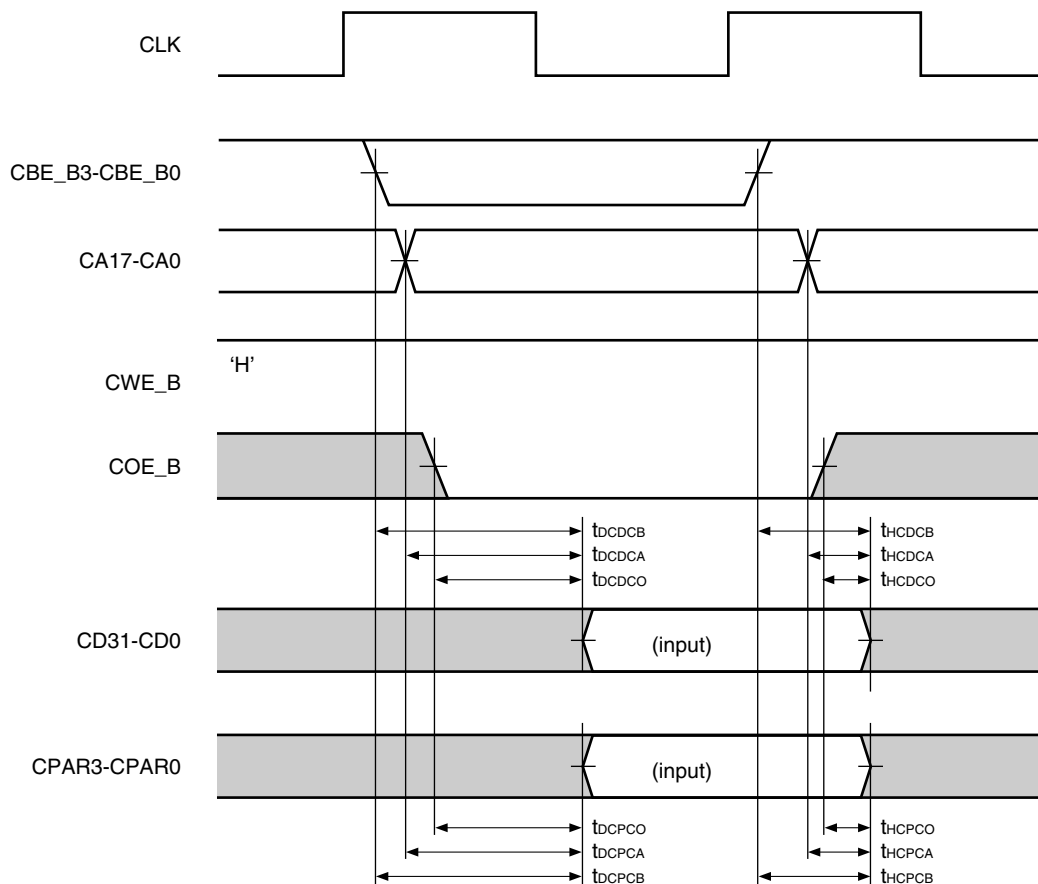 CLK
CBE_B3-CBE_B0
CA17-CA0
‘H’
CWE_B
COE_B
tDCDCB tHCDCB
tDCDCA tHCDCA
tDCDCO tHCDCO
CD31-CD0 (input)
CPAR3-CPAR0 (input)
tDCPCO tHCPCO
tDCPCA tHCPCA
tDCPCB tHCPCB